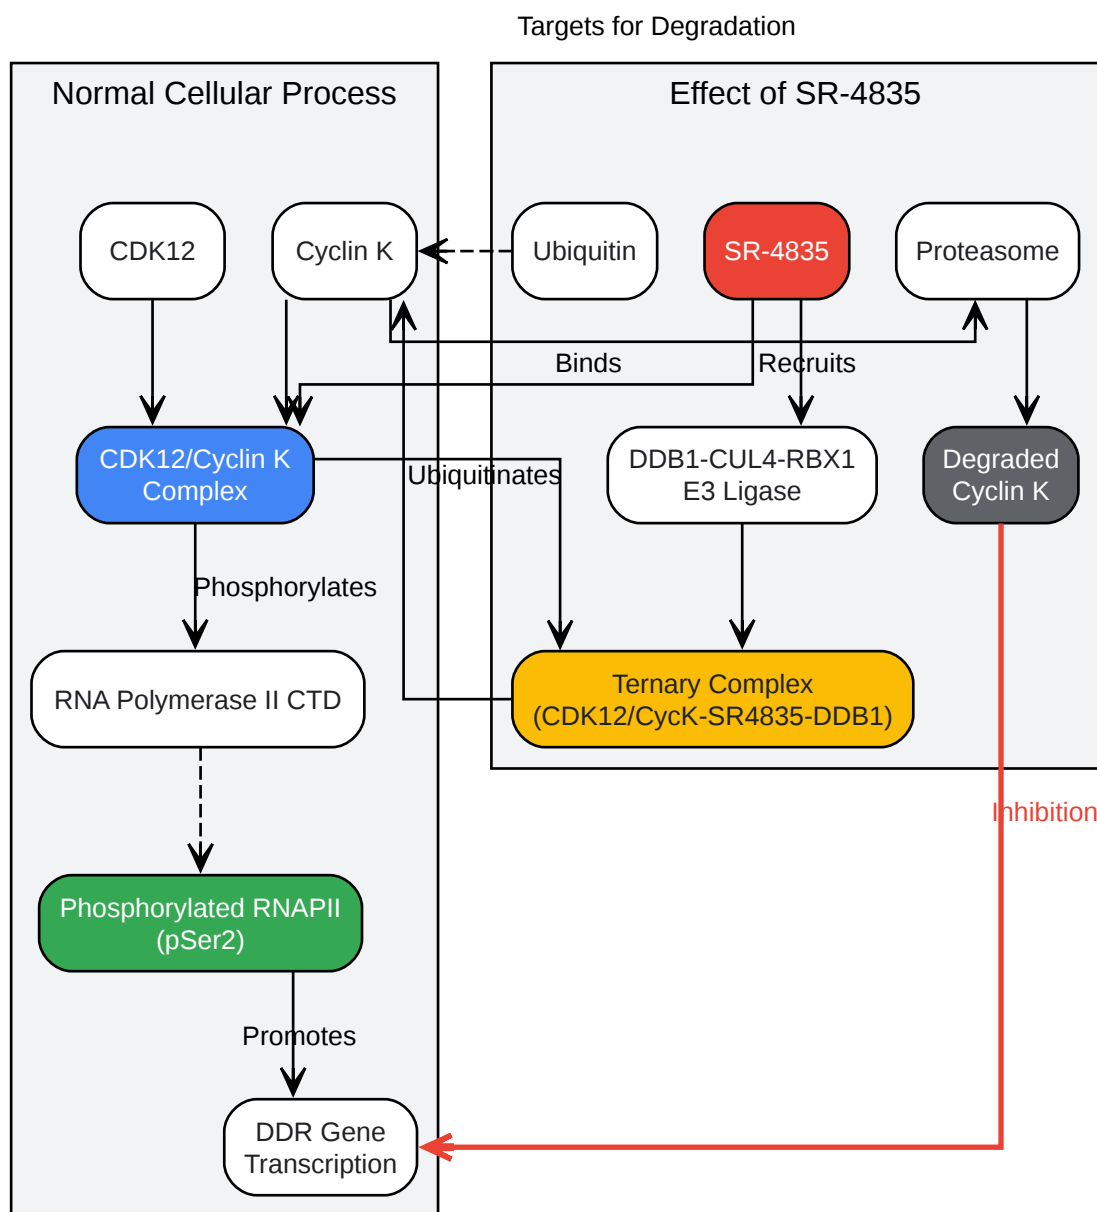 Targets for Degradation
Normal Cellular Process
Effect of SR-4835
CDK12
Cyclin K
Ubiquitin
SR-4835
Proteasome
Binds
Recruits
CDK12/Cyclin K
Complex
Ubiquitinates
DDB1-CUL4-RBX1
E3 Ligase
Degraded
Cyclin K
Phosphorylates
RNA Polymerase II CTD
Ternary Complex
(CDK12/CycK-SR4835-DDB1)
Inhibition
Phosphorylated RNAPII
(pSer2)
Promotes
DDR Gene
Transcription